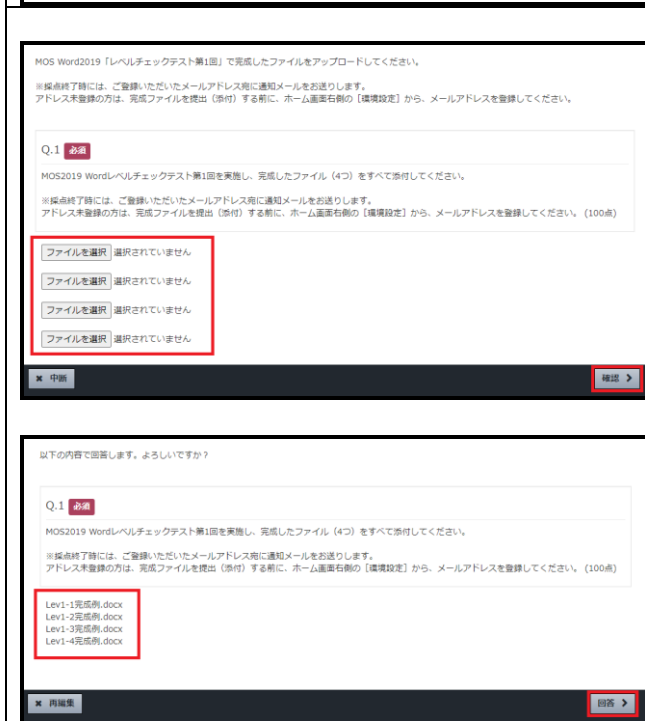 MOS Word2019「レベルチェックテスト第1回」で完成したファイルをアップロードしてください。
※採点終了時には、ご登録いただいたメールアドレス宛に通知メールをお送りします。
アドレス未登録の方は、完成ファイルを提出（添付）する前に、ホーム画面右側の［環境設定］から、メールアドレスを登録してください。
Q.1 必須
MOS2019 Wordレベルチェックテスト第1回を実施し、完成したファイル（4つ）をすべて添付してください。
※採点終了時には、ご登録いただいたメールアドレス宛に通知メールをお送りします。
アドレス未登録の方は、完成ファイルを提出（添付）する前に、ホーム画面右側の［環境設定］から、メールアドレスを登録してください。 (100点)
ファイルを選択 選択されていません
ファイルを選択 選択されていません
ファイルを選択 選択されていません
ファイルを選択 選択されていません
✖ 中断 確認 ❯
以下の内容で回答します。よろしいですか？
Q.1 必須
MOS2019 Wordレベルチェックテスト第1回を実施し、完成したファイル（4つ）をすべて添付してください。
※採点終了時には、ご登録いただいたメールアドレス宛に通知メールをお送りします。
アドレス未登録の方は、完成ファイルを提出（添付）する前に、ホーム画面右側の［環境設定］から、メールアドレスを登録してください。 (100点)
Lev1-1完成例.docx
Lev1-2完成例.docx
Lev1-3完成例.docx
Lev1-4完成例.docx
✖ 再編集 回答 ❯